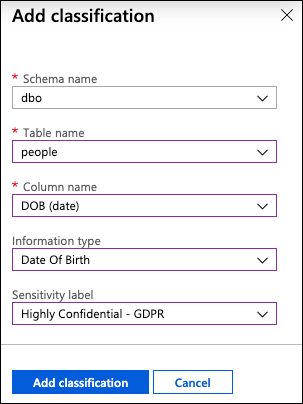 Add classification
* Schema name
dbo
* Table name
people
* Column name
DOB (date)
Information type
Date Of Birth
Sensitivity label
Highly Confidential - GDPR
Add classification Cancel